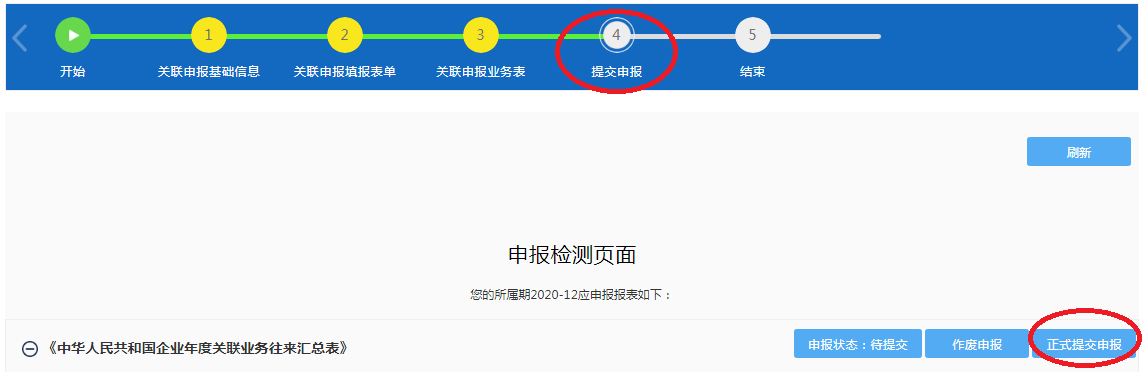 1 2 3 4 5
开始 关联申报基础信息 关联申报填报表单 关联申报业务表 提交申报 结束
刷新
申报检测页面
您的所属期2020-12应申报报表如下：
《中华人民共和国企业年度关联业务往来汇总表》 申报状态：待提交 作废申报 正式提交申报